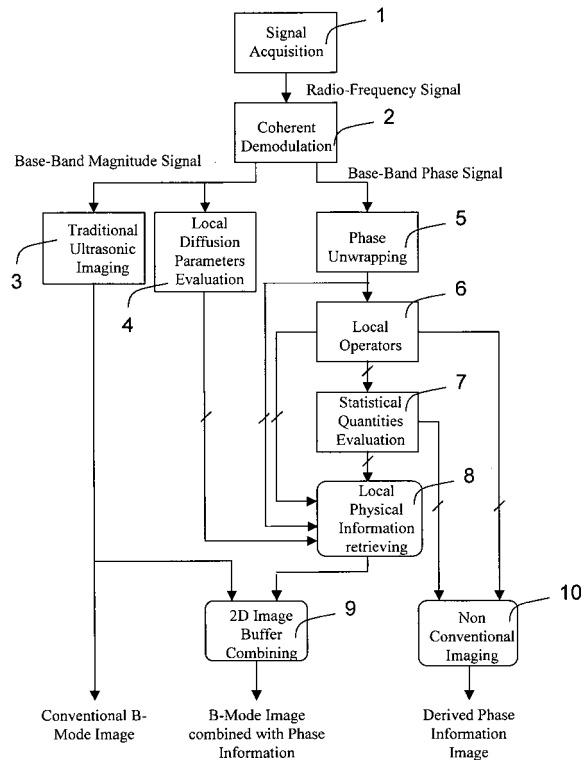 1
Signal
Acquisition
Radio-Frequency Signal
2
Coherent
Demodulation
Base-Band Magnitude Signal
Base-Band Phase Signal
3
Traditional
Ultrasonic
Imaging
4
Local
Diffusion
Parameters
Evaluation
5
Phase
Unwrapping
6
Local
Operators
7
Statistical
Quantities
Evaluation
8
Local
Physical
Information
retrieving
9
2D Image
Buffer
Combining
10
Non
Conventional
Imaging
Conventional B-
Mode Image
B-Mode Image
combined with Phase
Information
Derived Phase
Information
Image